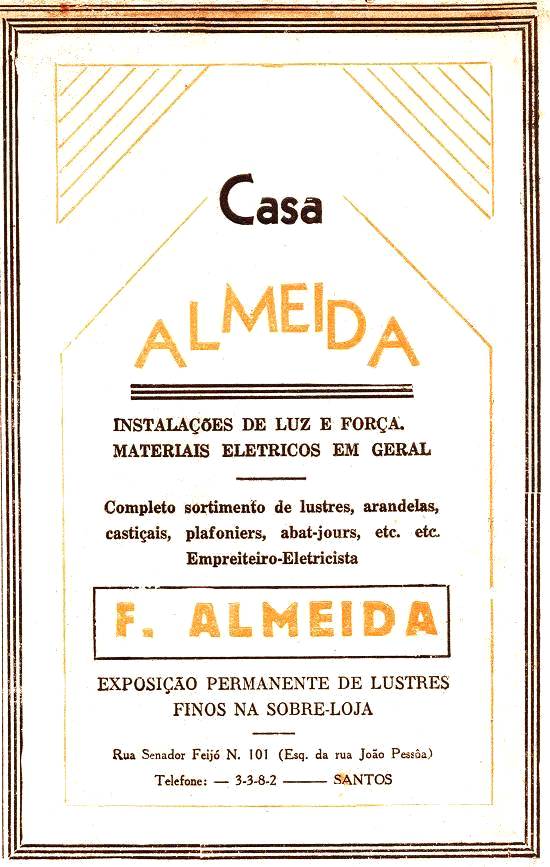 Casa
ALMEIDA
INSTALAÇÕES DE LUZ E FORÇA.
MATERIAIS ELETRICOS EM GERAL
Completo sortimento de lustres, arandelas,
castiçais, plafoniers, abat-jours, etc. etc.
Empreiteiro-Eletricista
F. ALMEIDA
EXPOSIÇÃO PERMANENTE DE LUSTRES
FINOS NA SOBRE-LOJA
Rua Senador Feijó N. 101 (Esq. da rua João Pessôa)
Telefone: — 3-3-8-2 —— SANTOS